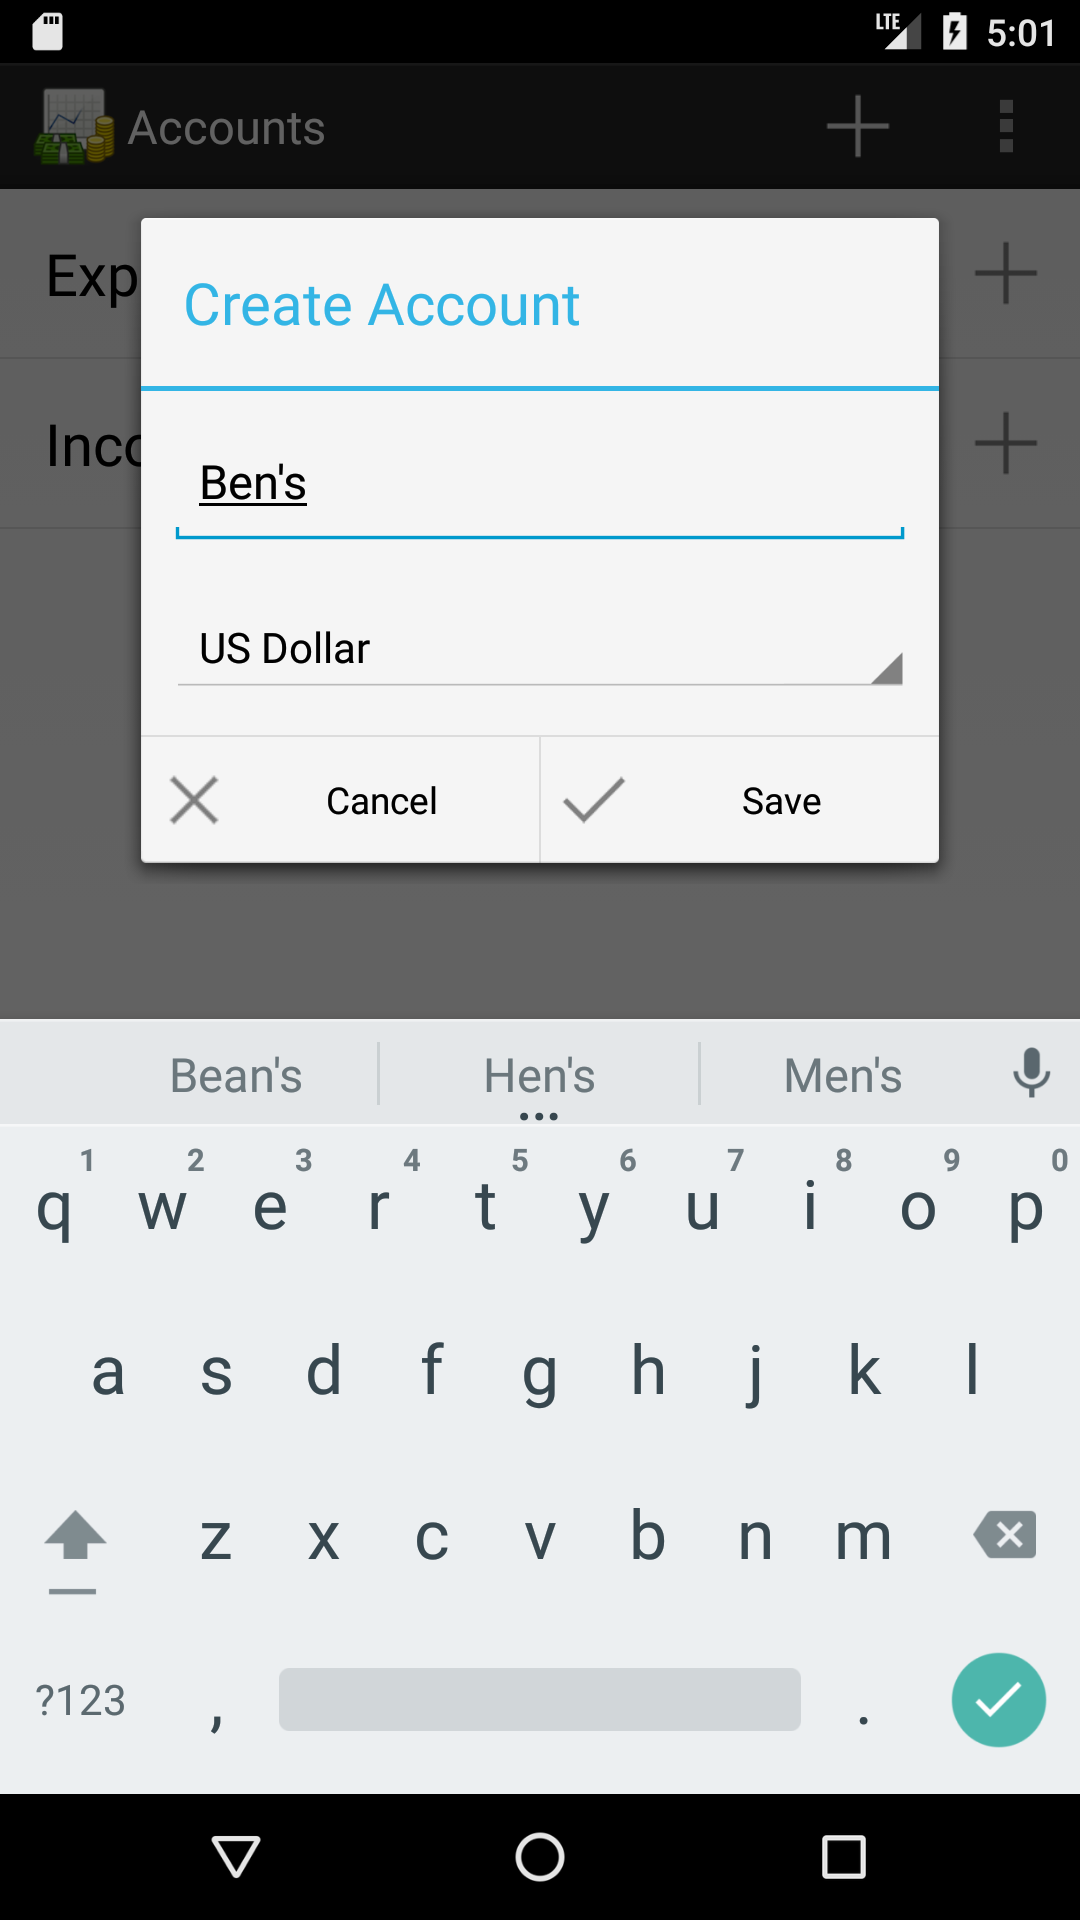 LTE 5:01
Accounts
Exp
Create Account
Inco
Ben's
US Dollar
Cancel Save
Bean's Hen's Men's
1 2 3 4 5 6 7 8 9 0
q w e r t y u i o p
a s d f g h j k l
z x c v b n m
?123 , .